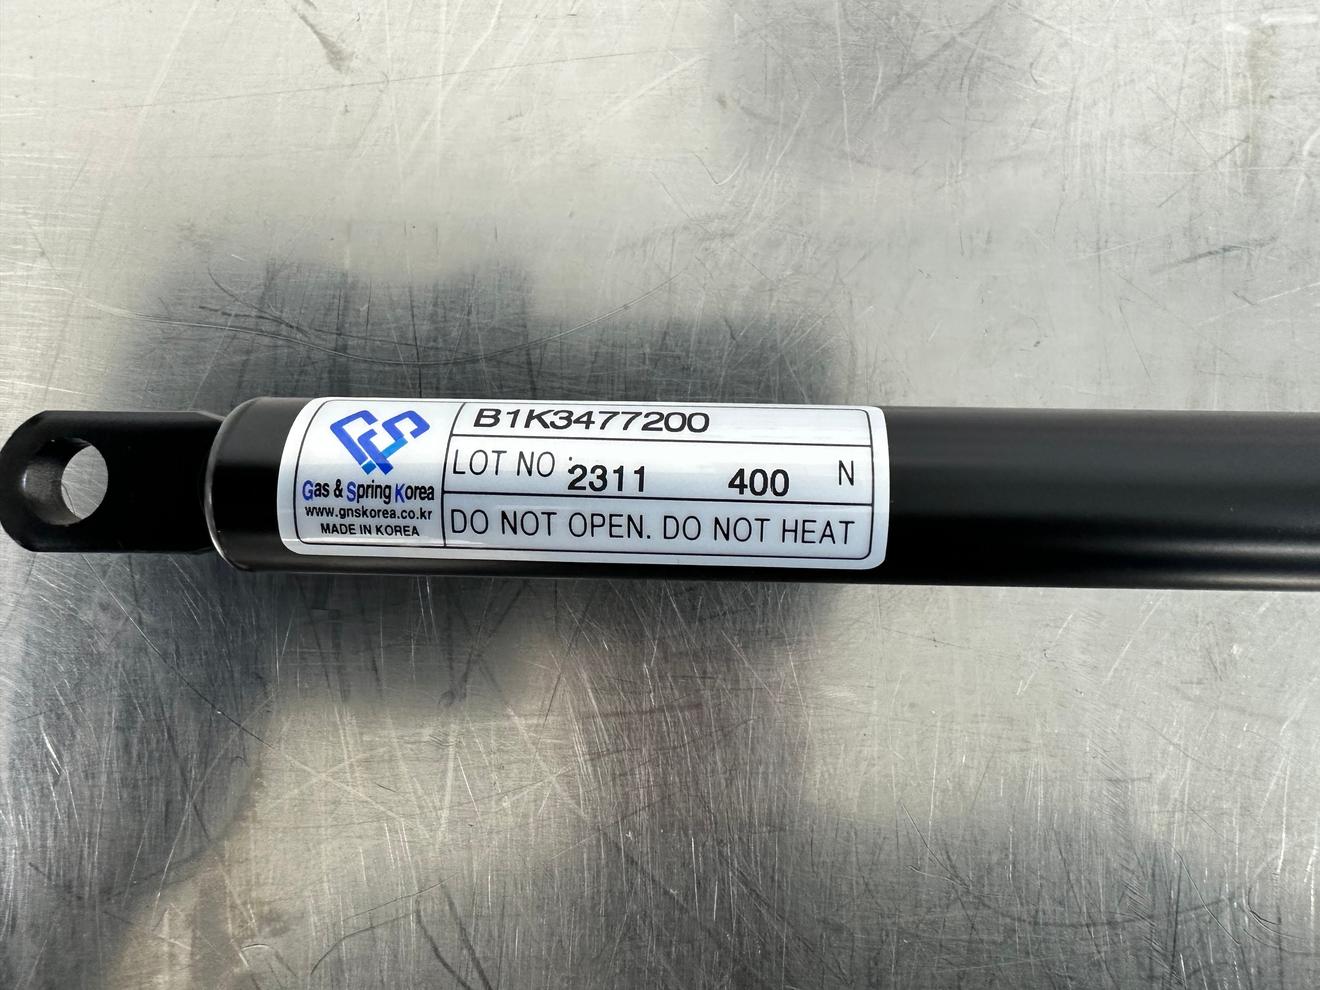 GS
Gas & Spring Korea
www.gnskorea.co.kr
MADE IN KOREA
B1K3477200
LOT NO : 2311 400 N
DO NOT OPEN. DO NOT HEAT